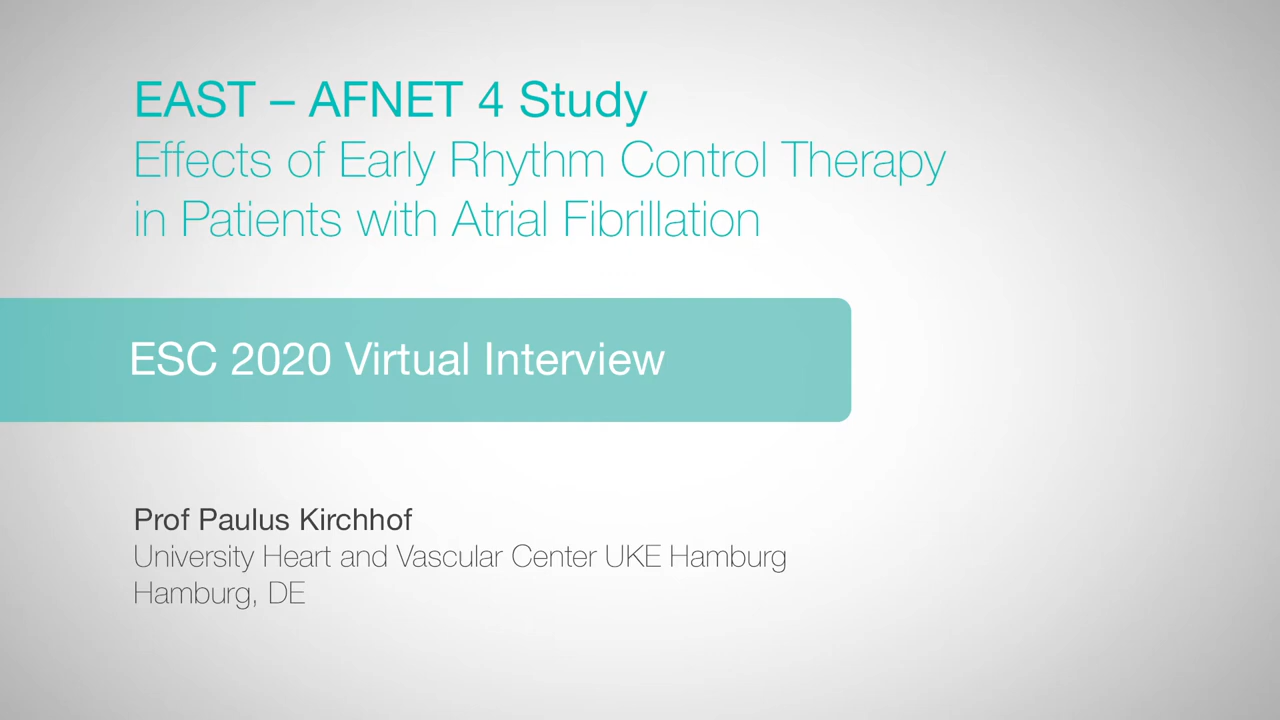 EAST – AFNET 4 Study
Effects of Early Rhythm Control Therapy
in Patients with Atrial Fibrillation
ESC 2020 Virtual Interview
Prof Paulus Kirchhof
University Heart and Vascular Center UKE Hamburg
Hamburg, DE